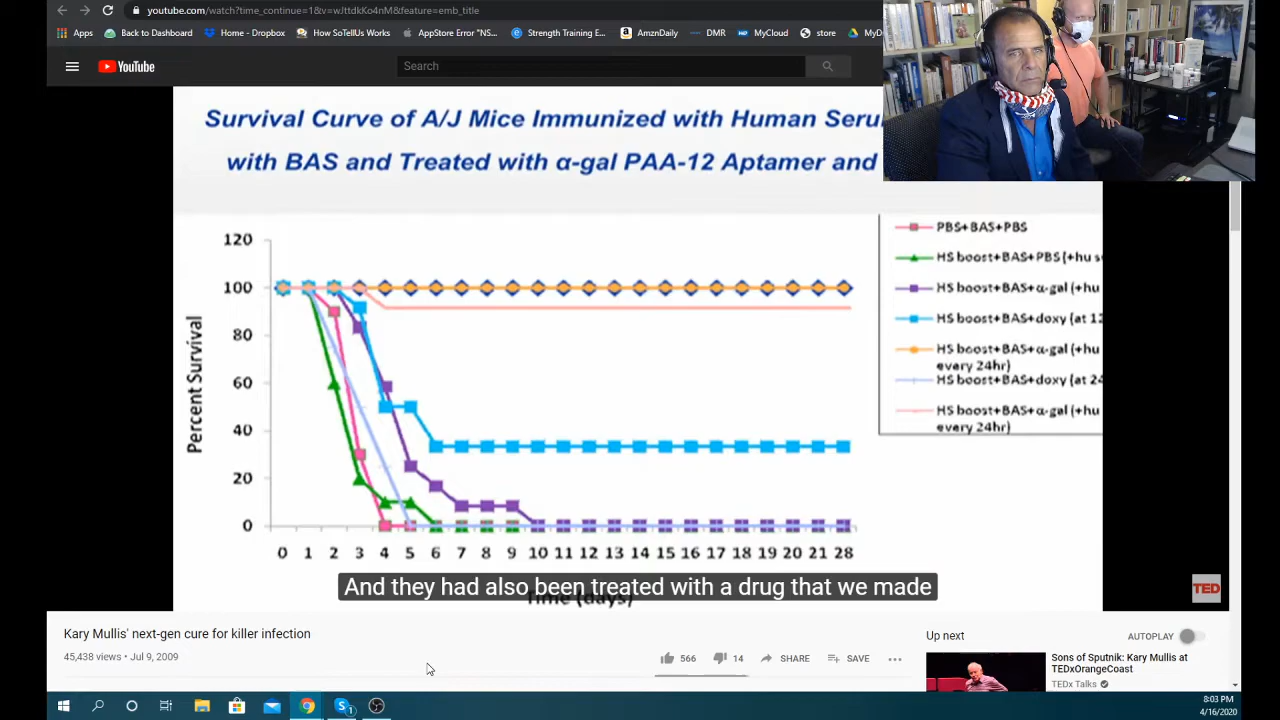 youtube.com/watch?time_continue=1&v=wJttdkKo4nM&feature=emb_title
Apps Back to Dashboard Home - Dropbox How SoTellUs Works AppStore Error "NS... Strength Training E... AmznDaily DMR MyCloud store
YouTube
Search
Survival Curve of A/J Mice Immunized with Human
with BAS and Treated with α-gal PAA-12 Aptamer and
120
100
80
60
40
20
0
Percent Survival
0 1 2 3 4 5 6 7 8 9 10 11 12 13 14 15 16 17 18 19 20 21 28
Time (days)
PBS+BAS+PBS
HS boost+BAS+PBS (+hu
HS boost+BAS+α-gal (+hu
HS boost+BAS+doxy (at 12
HS boost+BAS+α-gal (+hu
every 24hr)
HS boost+BAS+doxy (at 24
HS boost+BAS+α-gal (+hu
every 24hr)
And they had also been treated with a drug that we made
TED
Kary Mullis' next-gen cure for killer infection
45,438 views • Jul 9, 2009
566 14 SHARE SAVE
Up next
AUTOPLAY
Sons of Sputnik: Kary Mullis at
TEDxOrangeCoast
TEDx Talks
8:03 PM
4/16/2020